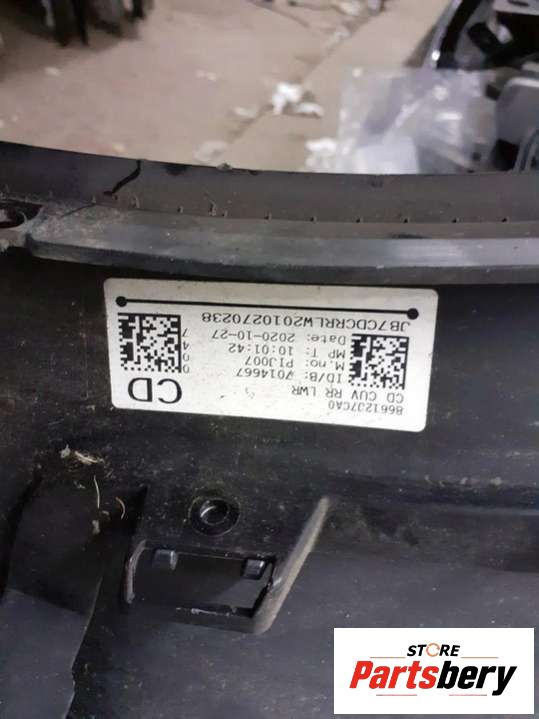 86612J7CA0
CD CUV RR LWR
ID/B: 7014667
M.no: PIJ007
MP T: 10:01:42
Date: 2020-10-27
JB7CDCRRLW2010270238
CD
0047
STORE
Partsbery